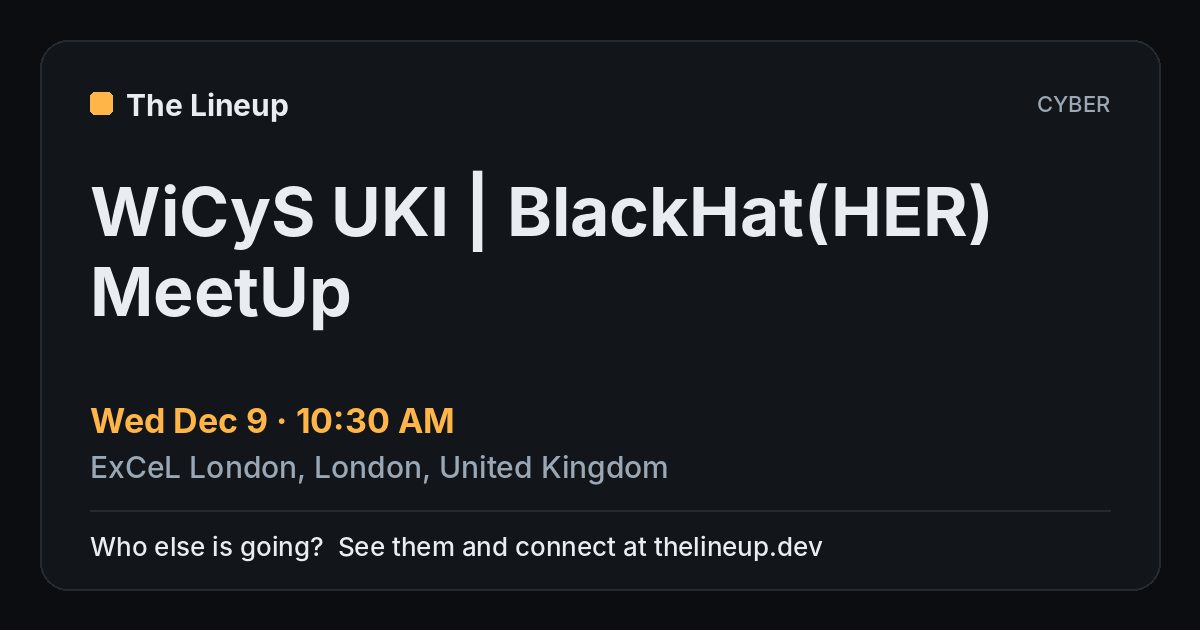 The Lineup
CYBER
WiCyS UKI | BlackHat(HER)
MeetUp
Wed Dec 9 · 10:30 AM
ExCeL London, London, United Kingdom
Who else is going?  See them and connect at thelineup.dev